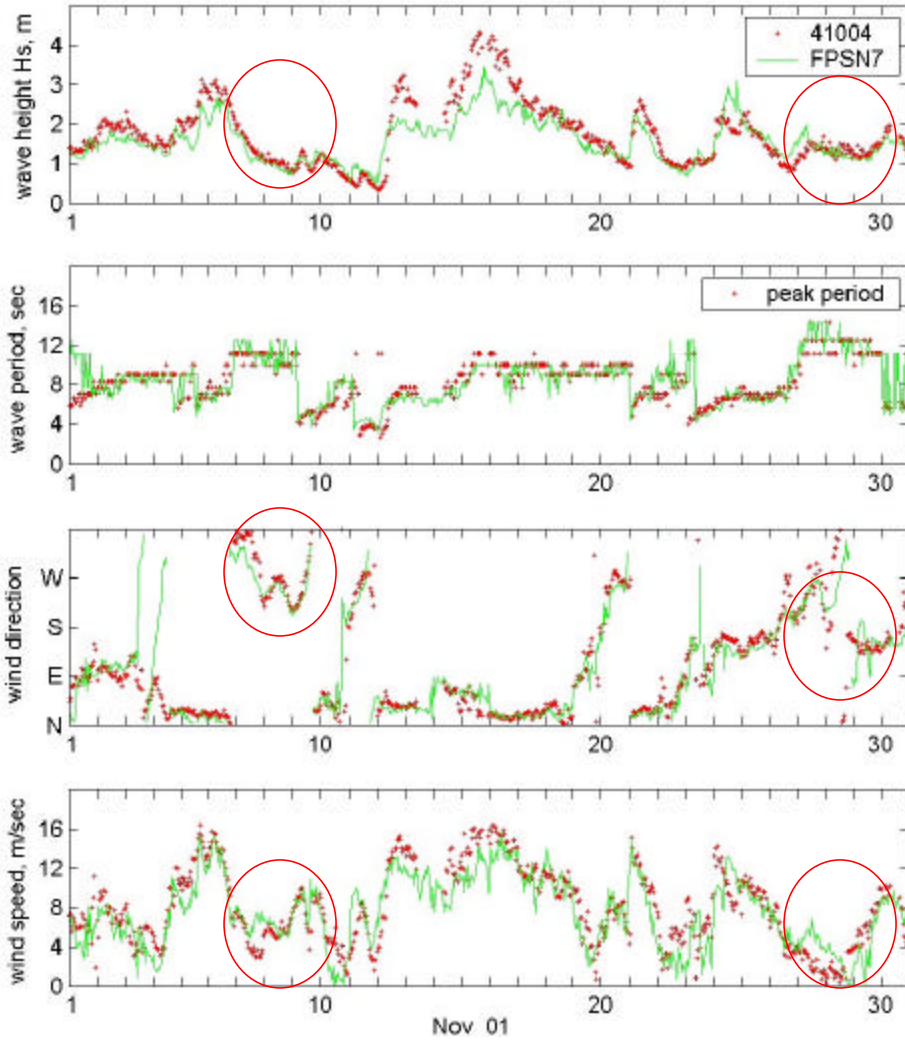 wave height Hs, m
4
3
2
1
0
41004
FPSN7
1 10 20 30
wave period, sec
16
12
8
4
0
peak period
1 10 20 30
wind direction
W
S
E
N
1 10 20 30
wind speed, m/sec
16
12
8
4
0
1 10 20 30
Nov 01